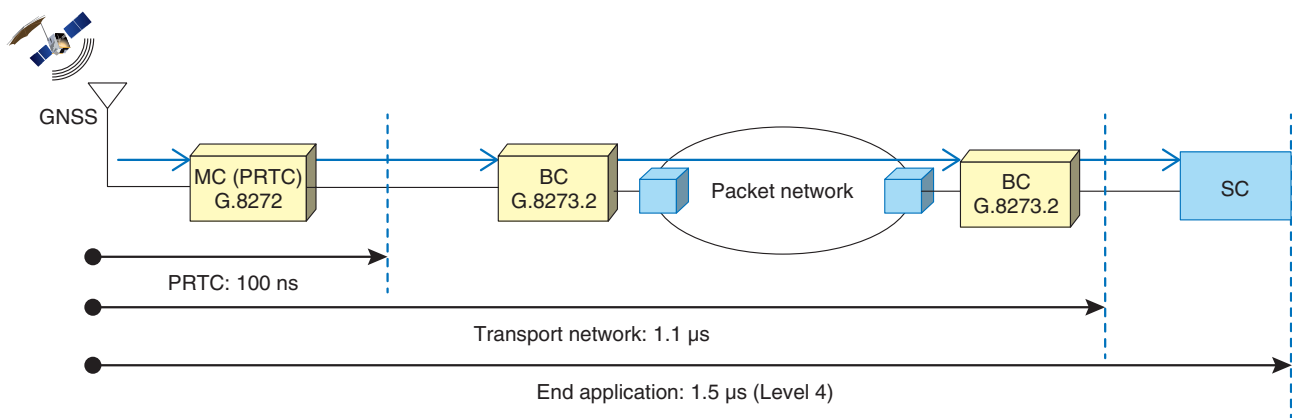 GNSS
MC (PRTC)
G.8272
BC
G.8273.2
Packet network
BC
G.8273.2
SC
PRTC: 100 ns
Transport network: 1.1 µs
End application: 1.5 µs (Level 4)